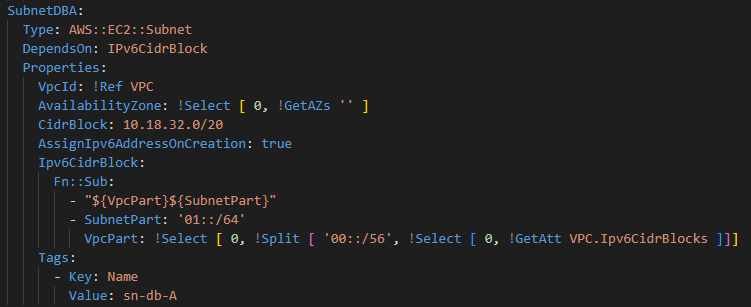 SubnetDBA:
  Type: AWS::EC2::Subnet
  DependsOn: IPv6CidrBlock
  Properties:
    VpcId: !Ref VPC
    AvailabilityZone: !Select [ 0, !GetAZs '' ]
    CidrBlock: 10.18.32.0/20
    AssignIpv6AddressOnCreation: true
    Ipv6CidrBlock:
      Fn::Sub:
        - "${VpcPart}${SubnetPart}"
        - SubnetPart: '01::/64'
          VpcPart: !Select [ 0, !Split [ '00::/56', !Select [ 0, !GetAtt VPC.Ipv6CidrBlocks ]]]
    Tags:
      - Key: Name
        Value: sn-db-A